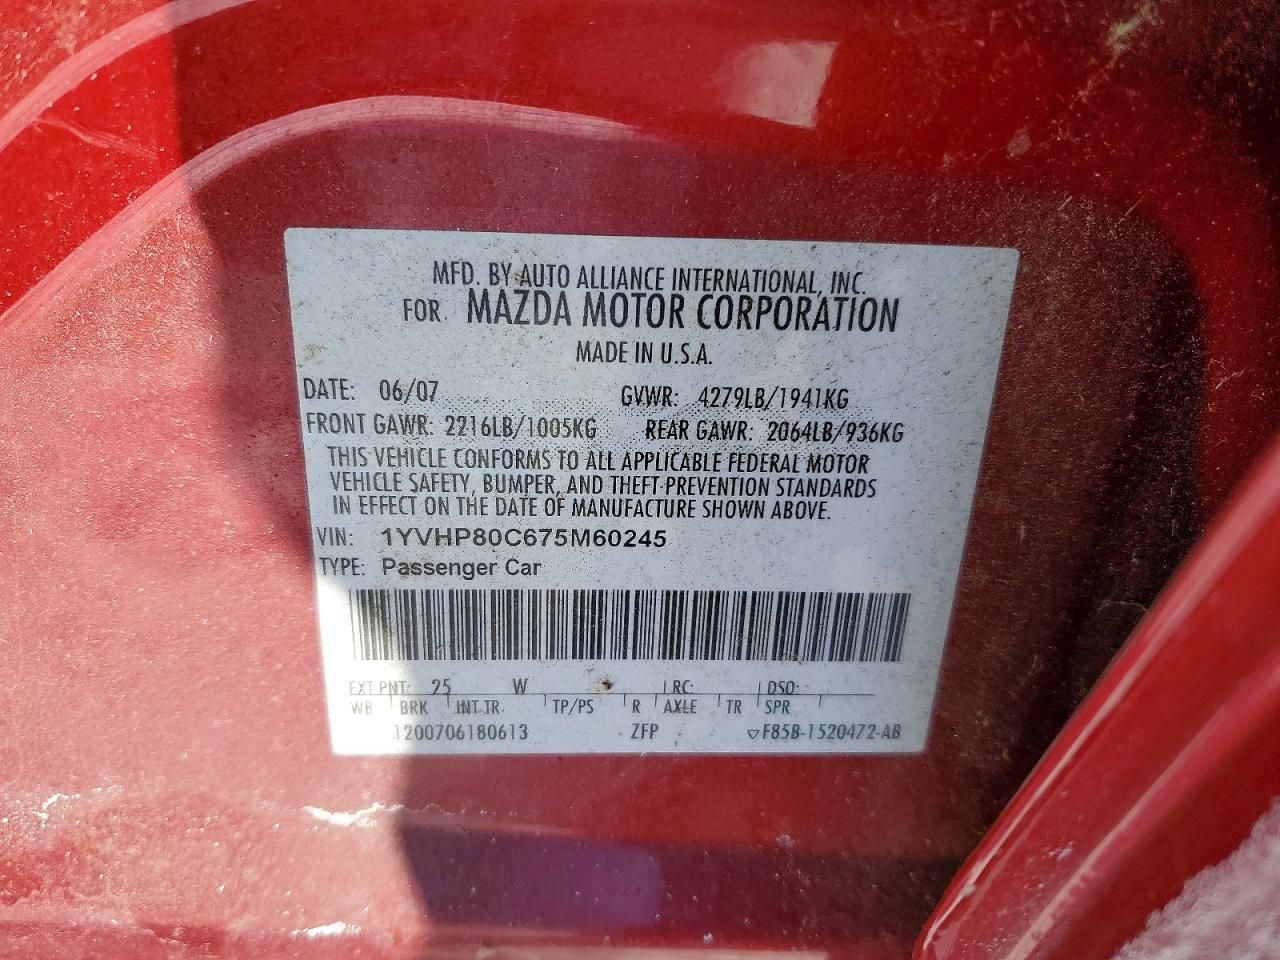 MFD. BY AUTO ALLIANCE INTERNATIONAL, INC.
FOR MAZDA MOTOR CORPORATION
MADE IN U.S.A.
DATE: 06/07 GVWR: 4279LB/1941KG
FRONT GAWR: 2216LB/1005KG REAR GAWR: 2064LB/936KG
THIS VEHICLE CONFORMS TO ALL APPLICABLE FEDERAL MOTOR
VEHICLE SAFETY, BUMPER, AND THEFT PREVENTION STANDARDS
IN EFFECT ON THE DATE OF MANUFACTURE SHOWN ABOVE.
VIN: 1YVHP80C675M60245
TYPE: Passenger Car
EXT PNT: 25 W RC: DSO:
WB BRK INT TR TP/PS R AXLE TR SPR
1200706180613 ZFP ▽F85B-1520472-AB